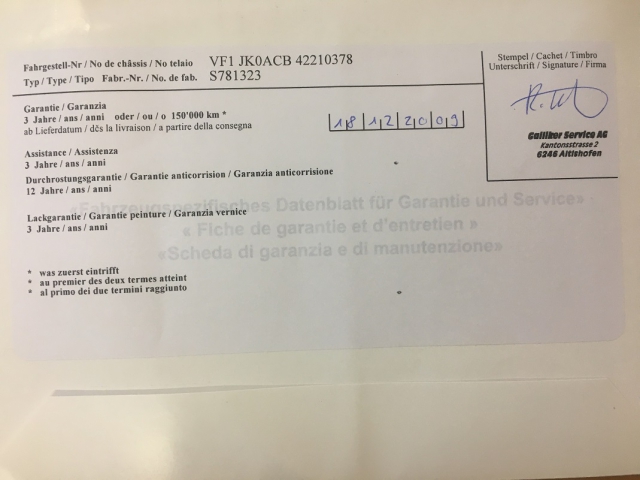 Fahrgestell-Nr / No de châssis / No telaio VF1 JK0ACB 42210378
Typ / Type / Tipo Fabr.-Nr. / No. de fab. S781323
Stempel / Cachet / Timbro
Unterschrift / Signature / Firma
Galliker Service AG
Kantonsstrasse 2
6246 Altishofen
Garantie / Garanzia
3 Jahre / ans / anni oder / ou / o 150'000 km *
ab Lieferdatum / dès la livraison / a partire della consegna
18122009
Assistance / Assistenza
3 Jahre / ans / anni
Durchrostungsgarantie / Garantie anticorrision / Garanzia anticorrisione
12 Jahre / ans / anni
«Fahrzeugspezifisches Datenblatt für Garantie und Service»
Lackgarantie / Garantie peinture / Garanzia vernice
3 Jahre / ans / anni
« Fiche de garantie et d'entretien »
«Scheda di garanzia e di manutenzione»
* was zuerst eintrifft
* au premier des deux termes atteint
* al primo dei due termini raggiunto